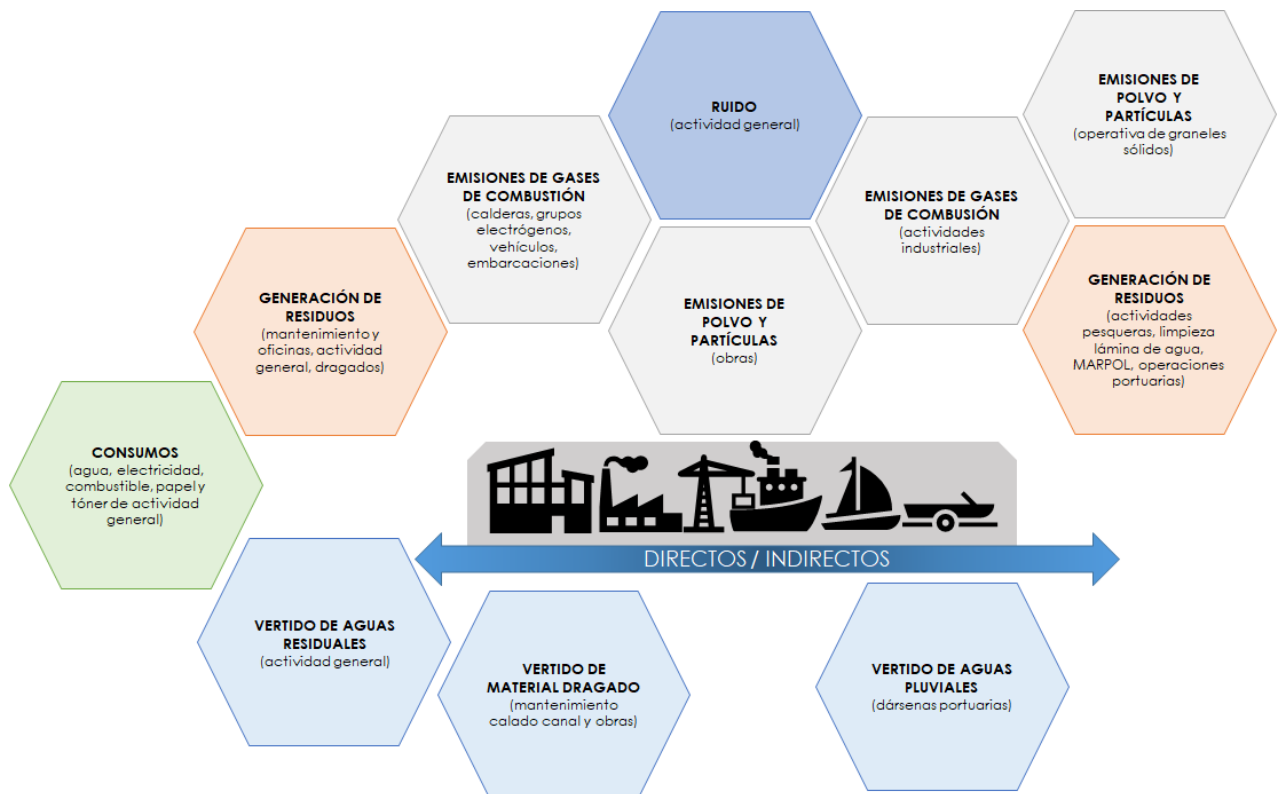 RUIDO
(actividad general)
EMISIONES DE
POLVO Y
PARTÍCULAS
(operativa de graneles
sólidos)
EMISIONES DE GASES
DE COMBUSTIÓN
(calderas, grupos
electrógenos,
vehículos,
embarcaciones)
EMISIONES DE GASES
DE COMBUSIÓN
(actividades
industriales)
GENERACIÓN DE
RESIDUOS
(mantenimiento y
oficinas, actividad
general, dragados)
EMISIONES DE
POLVO Y
PARTÍCULAS
(obras)
GENERACIÓN DE
RESIDUOS
(actividades
pesqueras, limpieza
lámina de agua,
MARPOL, operaciones
portuarias)
CONSUMOS
(agua, electricidad,
combustible, papel y
tóner de actividad
general)
DIRECTOS / INDIRECTOS
VERTIDO DE AGUAS
RESIDUALES
(actividad general)
VERTIDO DE
MATERIAL DRAGADO
(mantenimiento
calado canal y obras)
VERTIDO DE AGUAS
PLUVIALES
(dársenas portuarias)